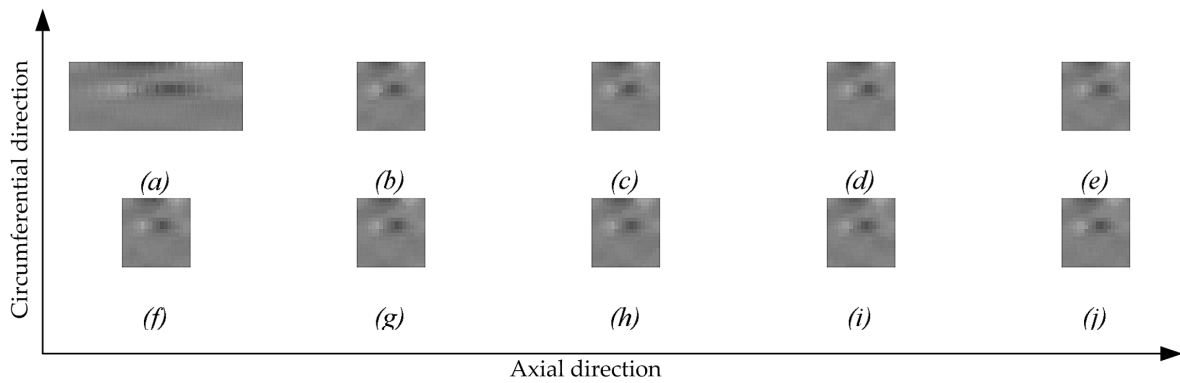 Circumferential direction
(a) (b) (c) (d) (e)
(f) (g) (h) (i) (j)
Axial direction